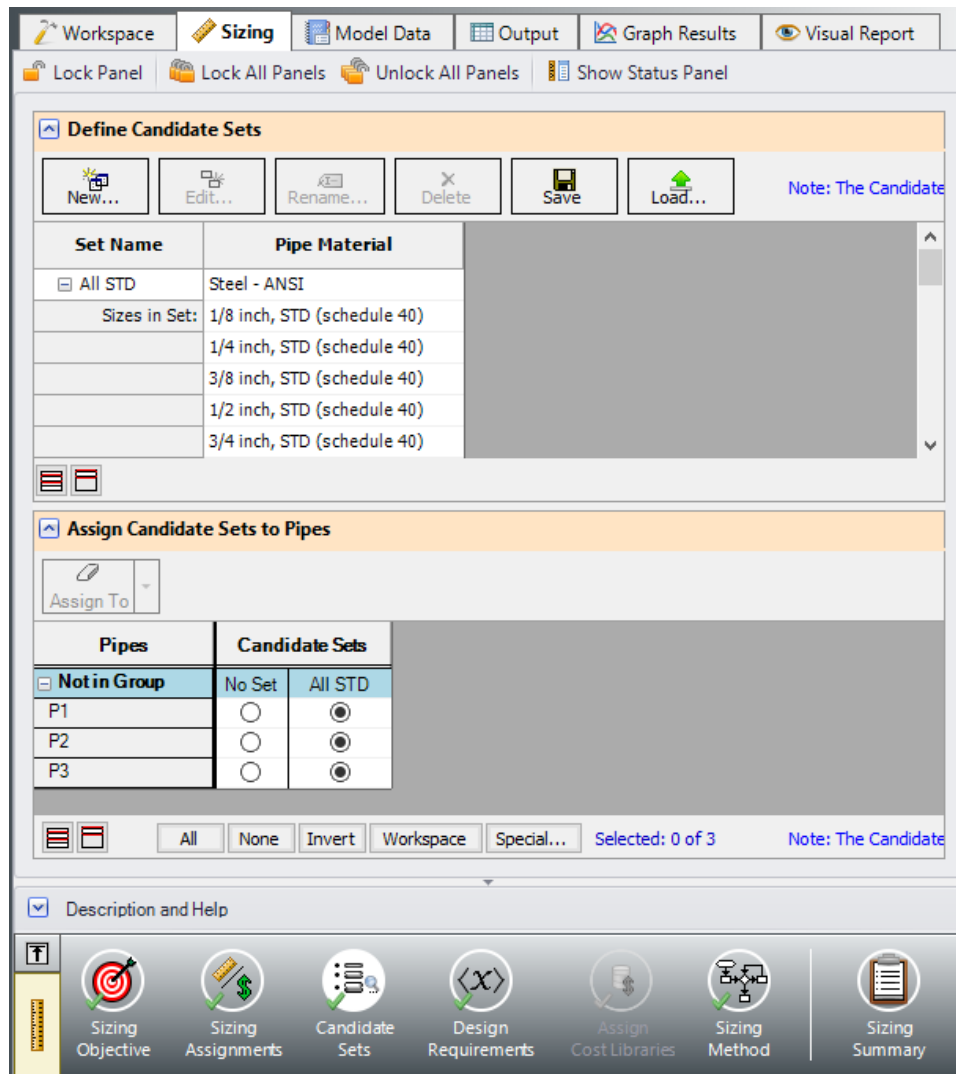 Workspace Sizing Model Data Output Graph Results Visual Report
Lock Panel Lock All Panels Unlock All Panels Show Status Panel
Define Candidate Sets
New... Edit... Rename... Delete Save Load... Note: The Candidate
Set Name Pipe Material
All STD Steel - ANSI
Sizes in Set: 1/8 inch, STD (schedule 40)
1/4 inch, STD (schedule 40)
3/8 inch, STD (schedule 40)
1/2 inch, STD (schedule 40)
3/4 inch, STD (schedule 40)
Assign Candidate Sets to Pipes
Assign To
Pipes Candidate Sets
Not in Group No Set All STD
P1
P2
P3
All None Invert Workspace Special... Selected: 0 of 3 Note: The Candidate
Description and Help
Sizing Objective
Sizing Assignments
Candidate Sets
⟨x⟩
Design Requirements
Assign Cost Libraries
Sizing Method
Sizing Summary